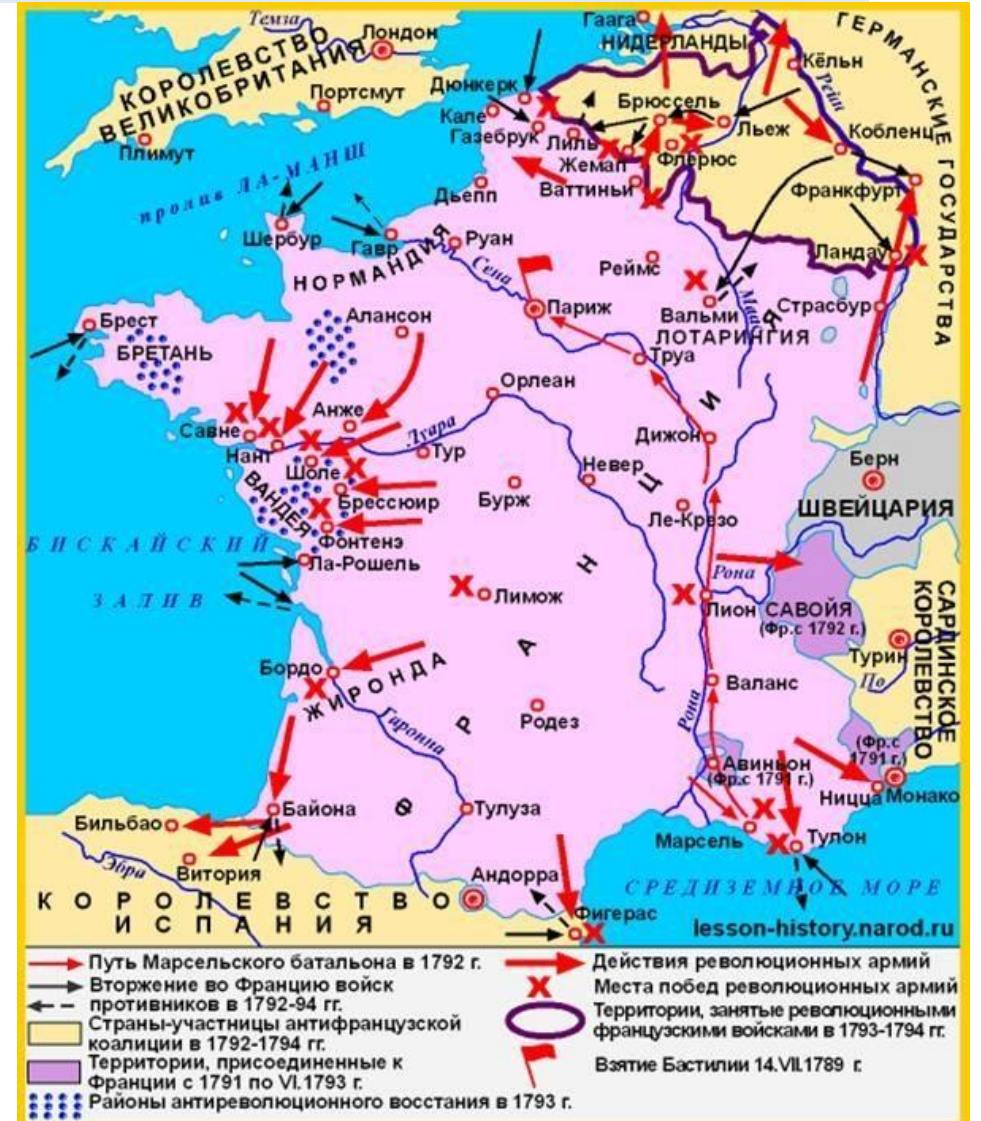 Темза
КОРОЛЕВСТВО
ВЕЛИКОБРИТАНИЯ
Лондон
Портсмут
Плимут
Гаага
НИДЕРЛАНДЫ
ГЕРМАНСКИЕ ГОСУДАРСТВА
Кёльн
Рейн
Дюнкерк
Кале
Газебрук
Лиль
Брюссель
Льеж
Кобленц
Жемап
Флёрюс
Ваттиньи
Франкфурт
пролив ЛА-МАНШ
Дьепп
Шербур
Гавр
Руан
Ландау
НОРМАНДИЯ
Сена
Реймс
Париж
Вальми
Маас
Страсбур
ЛОТАРИНГИЯ
Брест
БРЕТАНЬ
Алансон
Труа
Орлеан
Савне
Анже
Луара
Дижон
Нант
Тур
Шоле
Невер
Берн
ВАНДЕЯ
Брессюир
Бурж
Ле-Крезо
ШВЕЙЦАРИЯ
Фонтенэ
БИСКАЙСКИЙ
ЗАЛИВ
Ла-Рошель
Рона
Лимож
Лион
САВОЙЯ
(Фр.с 1792 г.)
САРДИНСКОЕ
КОРОЛЕВСТВО
Турин
По
Бордо
ЖИРОНДА
Валанс
Гаронна
Родез
Рона
ФРАНЦИЯ
Авиньон
(Фр.с 1791 г.)
(Фр.с
1791 г.)
Ницца
Монако
Байона
Тулуза
Марсель
Тулон
Бильбао
Витория
Эбра
Андорра
СРЕДИЗЕМНОЕ МОРЕ
КОРОЛЕВСТВО
ИСПАНИЯ
Фигерас
lesson-history.narod.ru
Путь Марсельского батальона в 1792 г.
Вторжение во Францию войск
противников в 1792-94 гг.
Страны-участницы антифранцузской
коалиции в 1792-1794 гг.
Территории, присоединенные к
Франции с 1791 по VI.1793 г.
Районы антиреволюционного восстания в 1793 г.
Действия революционных армий
Места побед революционных армий
Территории, занятые революционными
французскими войсками в 1793-1794 гг.
Взятие Бастилии 14.VII.1789 г.